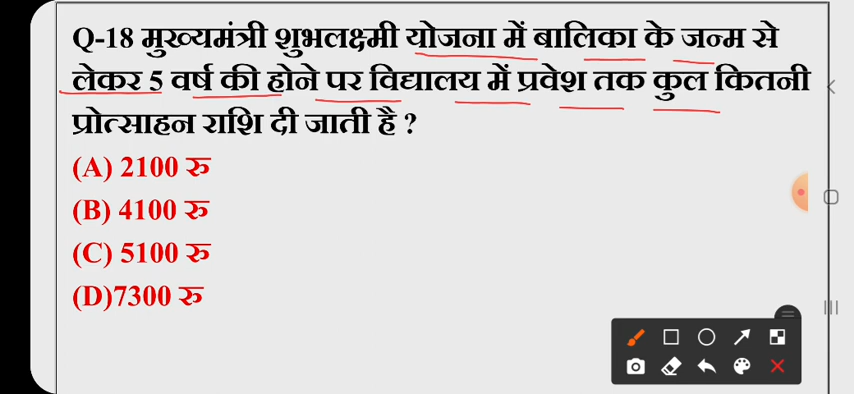 Q-18 मुख्यमंत्री शुभलक्ष्मी योजना में बालिका के जन्म से
लेकर 5 वर्ष की होने पर विद्यालय में प्रवेश तक कुल कितनी
प्रोत्साहन राशि दी जाती है ?
(A) 2100 रु
(B) 4100 रु
(C) 5100 रु
(D)7300 रु